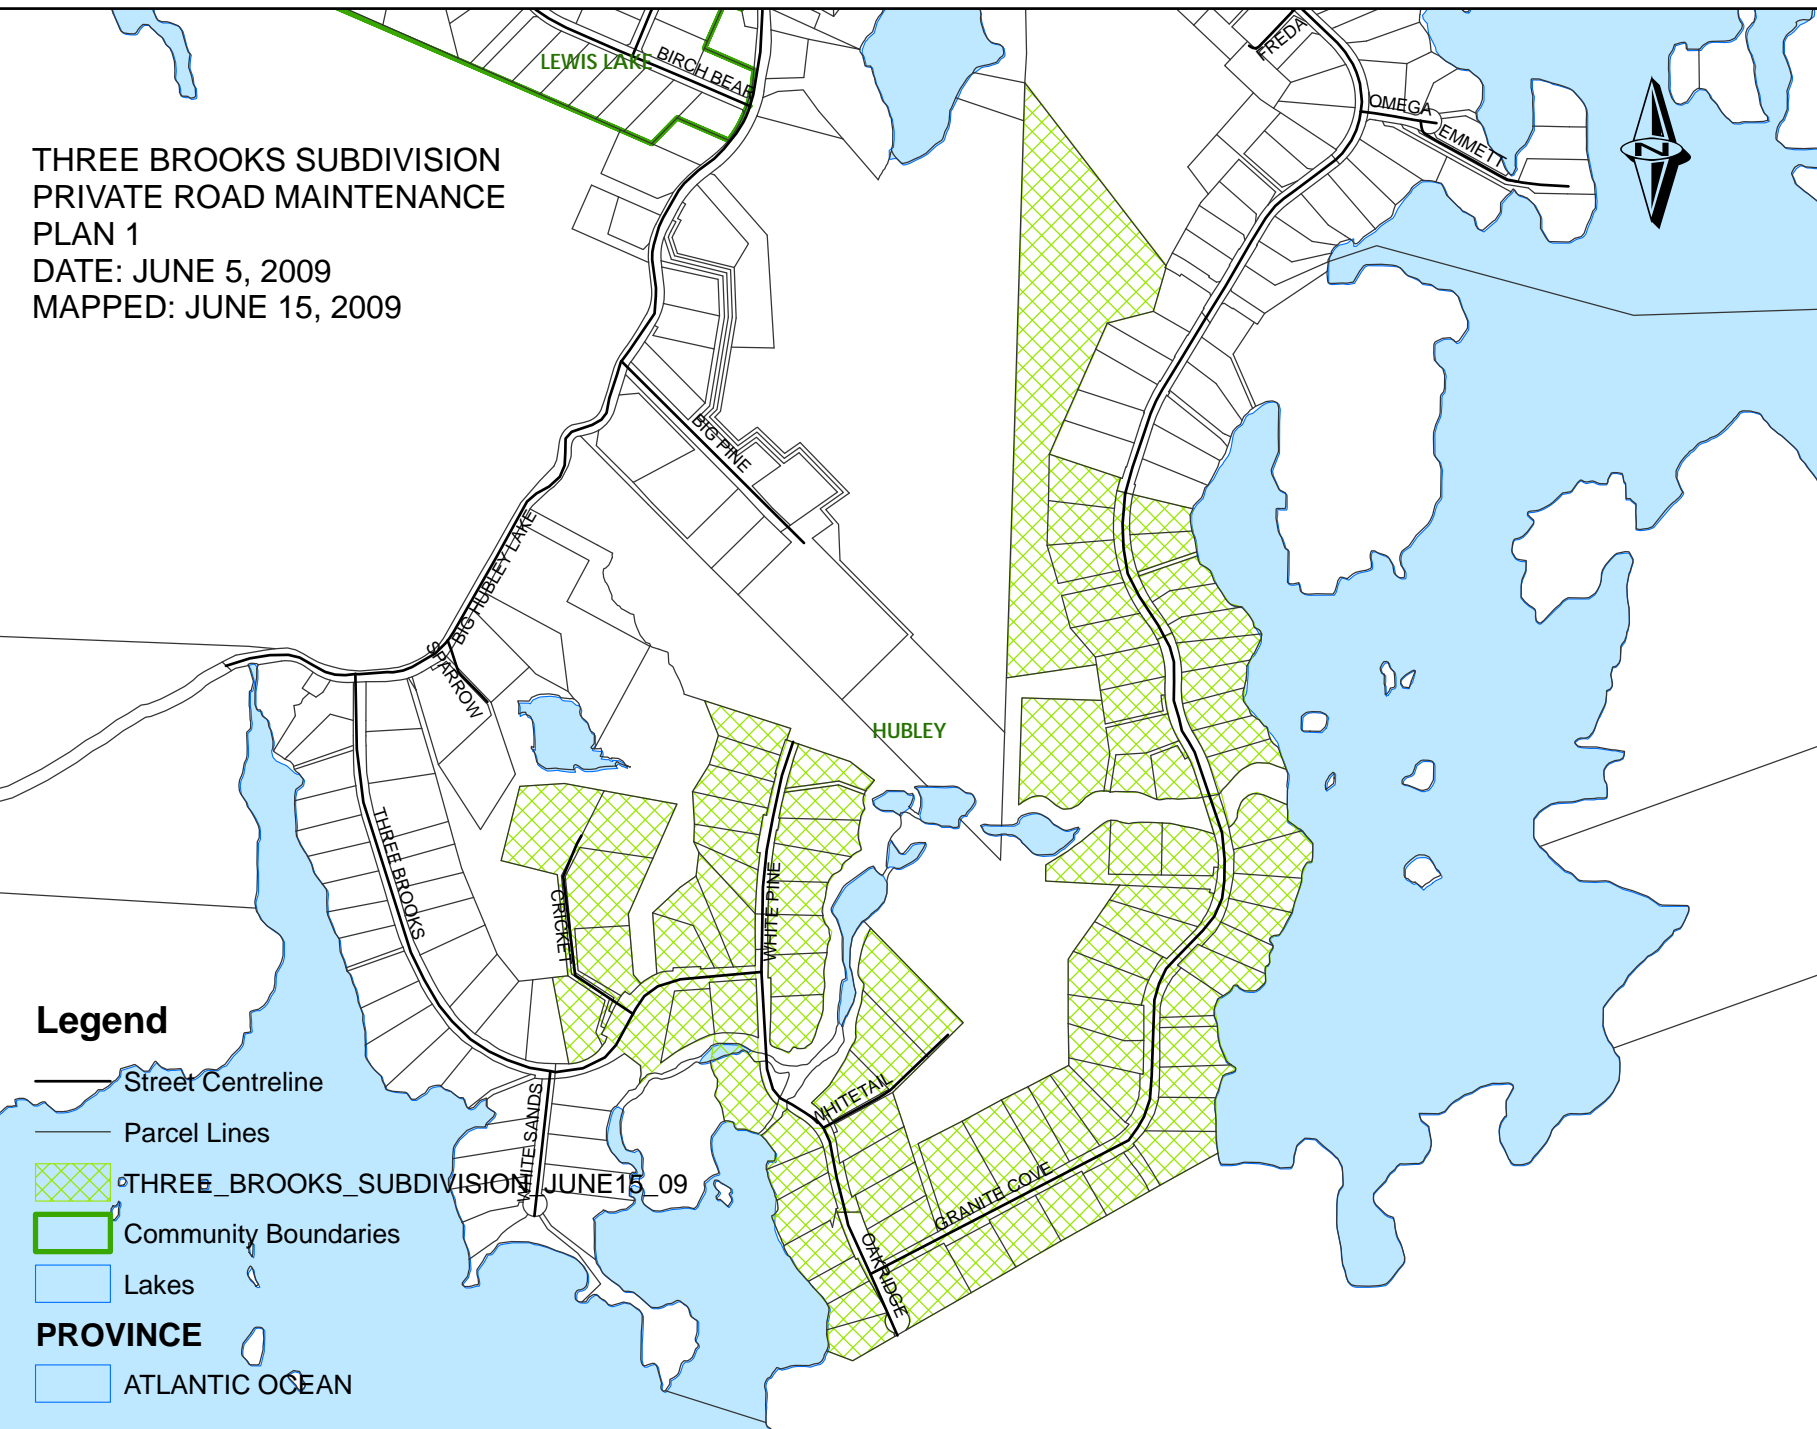 LEWIS LAKE
BIRCH BEAR
FREDA
OMEGA
EMMETT
N
THREE BROOKS SUBDIVISION
PRIVATE ROAD MAINTENANCE
PLAN 1
DATE: JUNE 5, 2009
MAPPED: JUNE 15, 2009
BIG PINE
BIG HUBLEY LAKE
SPARROW
HUBLEY
THREE BROOKS
CRICKET
WHITE PINE
WHITETAIL
WHITE SANDS
GRANITE COVE
OAKRIDGE
Legend
Street Centreline
Parcel Lines
THREE_BROOKS_SUBDIVISION_JUNE15_09
Community Boundaries
Lakes
PROVINCE
ATLANTIC OCEAN